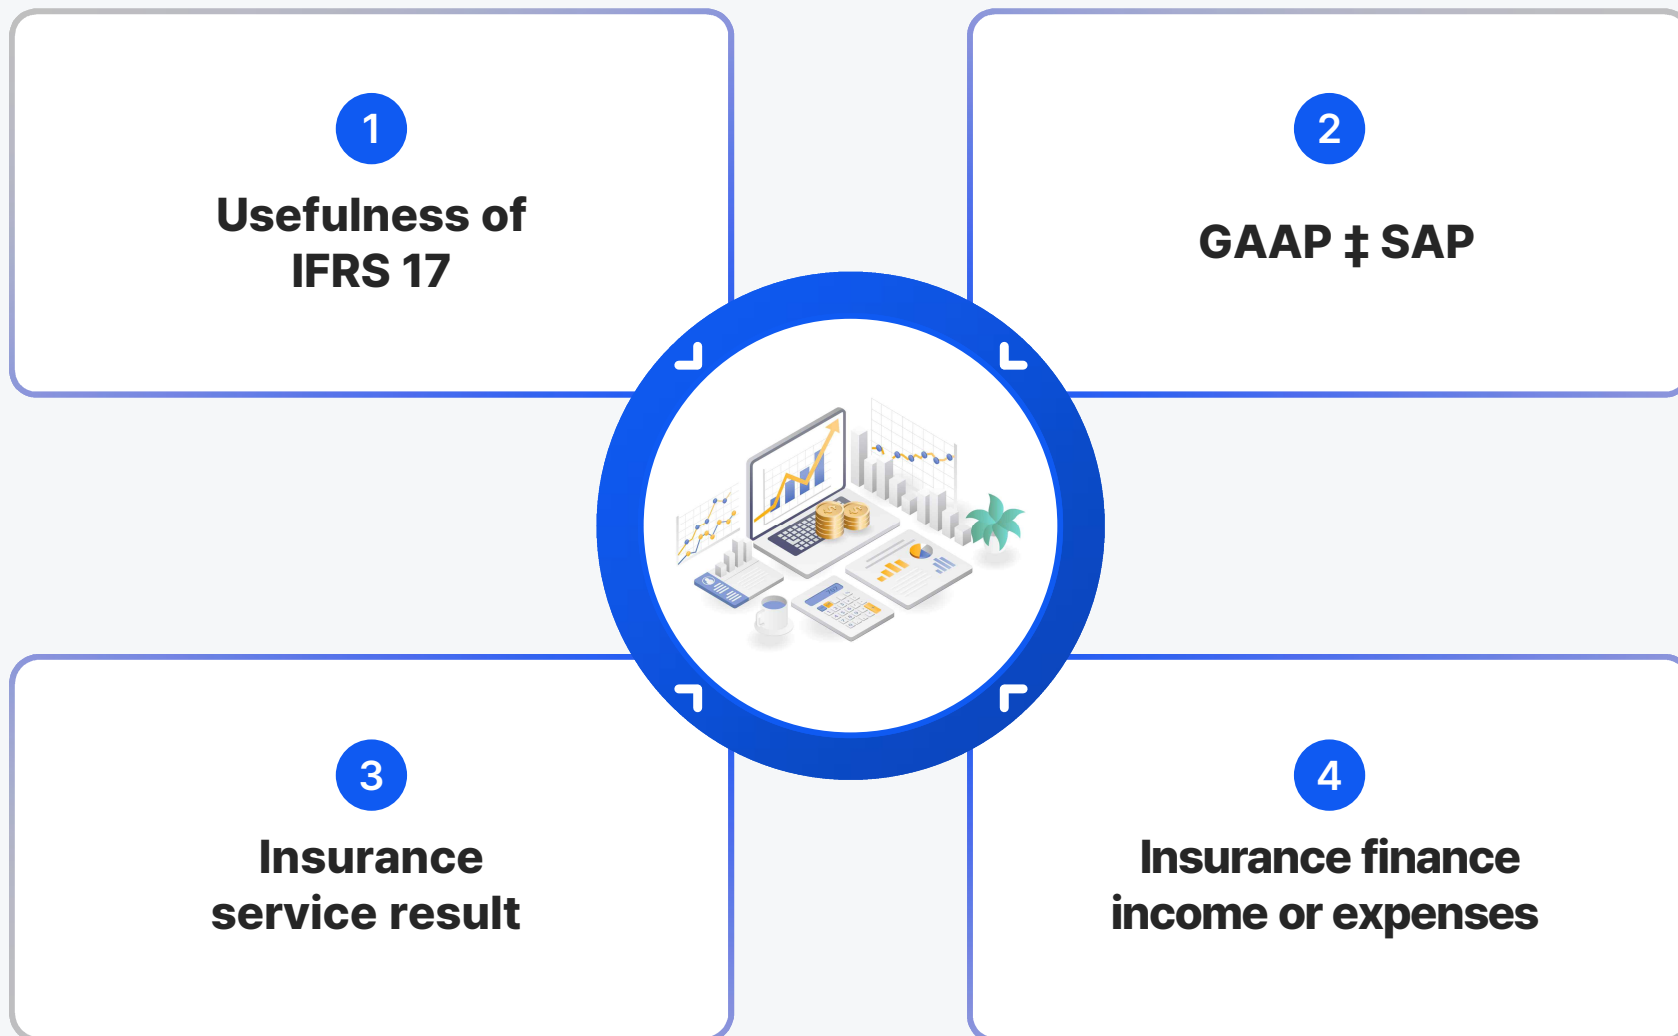 1
Usefulness of
IFRS 17
2
GAAP ‡ SAP
3
Insurance
service result
4
Insurance finance
income or expenses